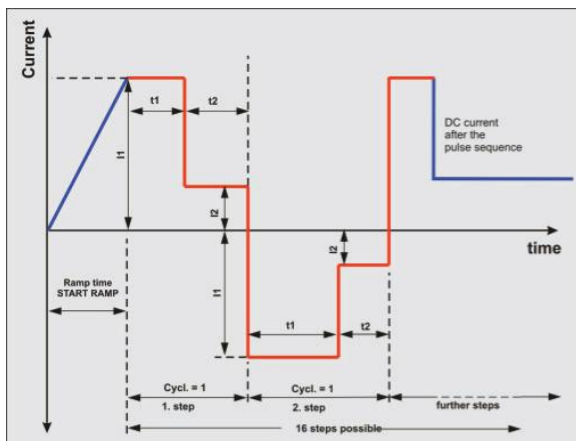 Current
t1
t2
DC current
after the
pulse sequence
I1
I2
I2
time
Ramp time
START RAMP
I1
t1
t2
Cycl. = 1
1. step
Cycl. = 1
2. step
further steps
16 steps possible